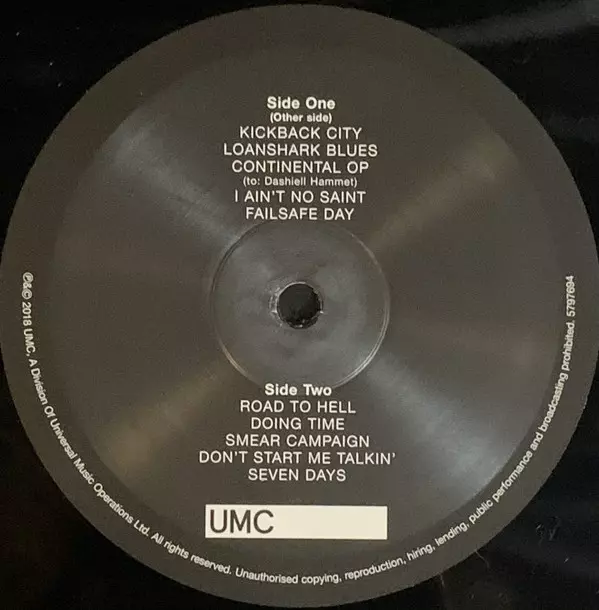 Side One
(Other side)
KICKBACK CITY
LOANSHARK BLUES
CONTINENTAL OP
(to: Dashiell Hammet)
I AIN'T NO SAINT
FAILSAFE DAY
Side Two
ROAD TO HELL
DOING TIME
SMEAR CAMPAIGN
DON'T START ME TALKIN'
SEVEN DAYS
UMC
℗&© 2018 UMC, A Division Of Universal Music Operations Ltd. All rights reserved. Unauthorised copying, reproduction, hiring, lending, public performance and broadcasting prohibited. 5797694